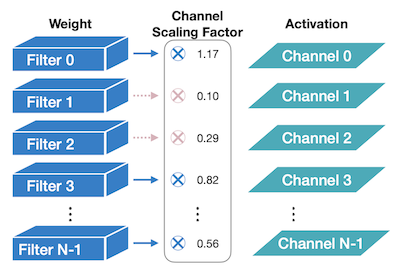 Weight
Channel
Scaling Factor
Activation
Filter 0
1.17
Channel 0
Filter 1
0.10
Channel 1
Filter 2
0.29
Channel 2
Filter 3
0.82
Channel 3
Filter N-1
0.56
Channel N-1